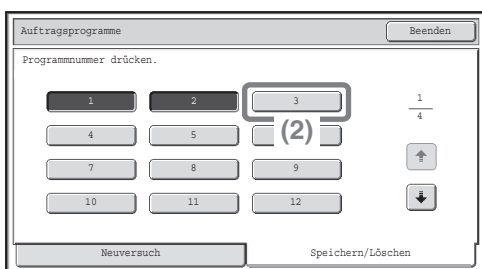 Auftragsprogramme Beenden
Programmnummer drücken.
1 2 3 1
4 5 (2) 4
7 8 9
10 11 12
Neuversuch Speichern/Löschen